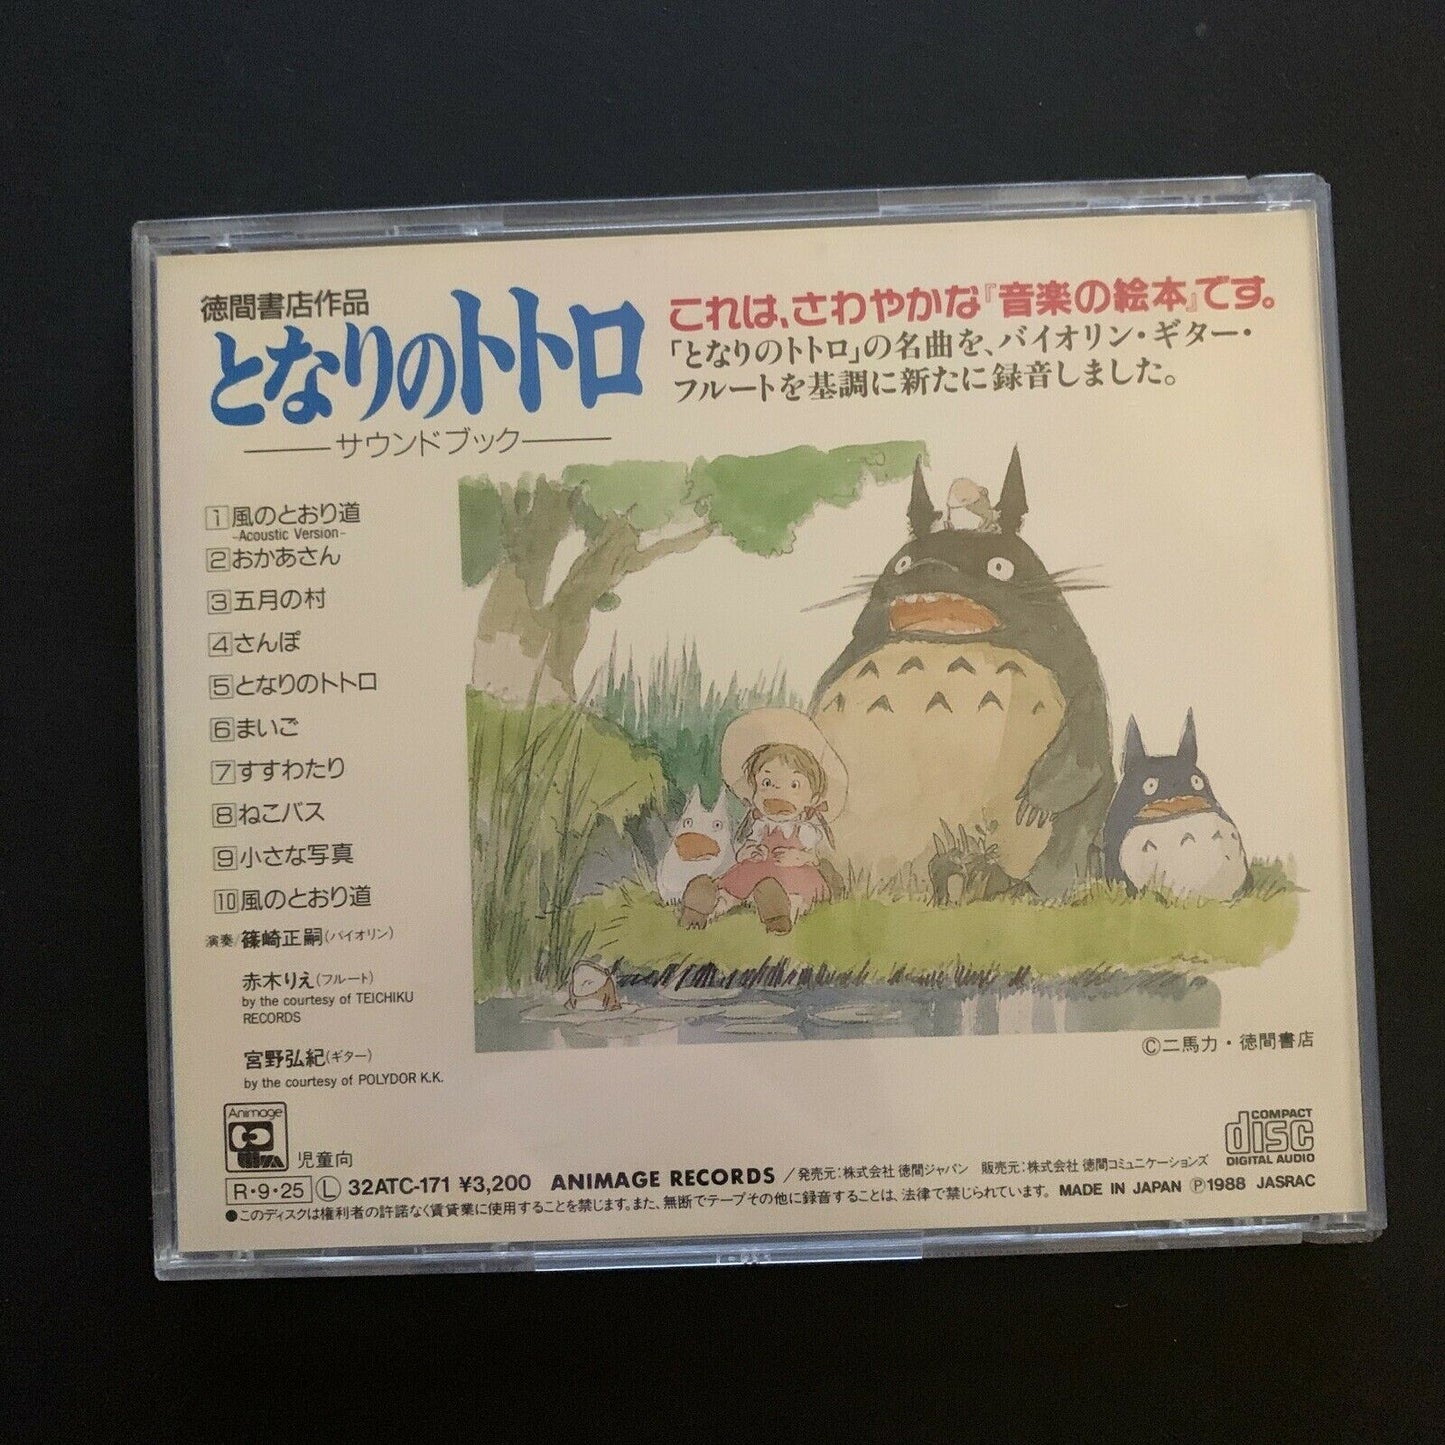 徳間書店作品
となりのトトロ
サウンドブック
これは、さわやかな『音楽の絵本』です。
「となりのトトロ」の名曲を、バイオリン・ギター・
フルートを基調に新たに録音しました。
1 風のとおり道
-Acoustic Version-
2 おかあさん
3 五月の村
4 さんぽ
5 となりのトトロ
6 まいご
7 すすわたり
8 ねこバス
9 小さな写真
10 風のとおり道
演奏/篠崎正嗣(バイオリン)
赤木りえ(フルート)
by the courtesy of TEICHIKU
RECORDS
宮野弘紀(ギター)
by the courtesy of POLYDOR K.K.
©二馬力・徳間書店
Animage
児童向
COMPACT
disc
DIGITAL AUDIO
R・9・25 Ⓛ 32ATC-171 ¥3,200 ANIMAGE RECORDS /発売元:株式会社 徳間ジャパン 販売元:株式会社 徳間コミュニケーションズ
●このディスクは権利者の許諾なく賃貸業に使用することを禁じます。また、無断でテープその他に録音することは、法律で禁じられています。 MADE IN JAPAN Ⓟ1988 JASRAC